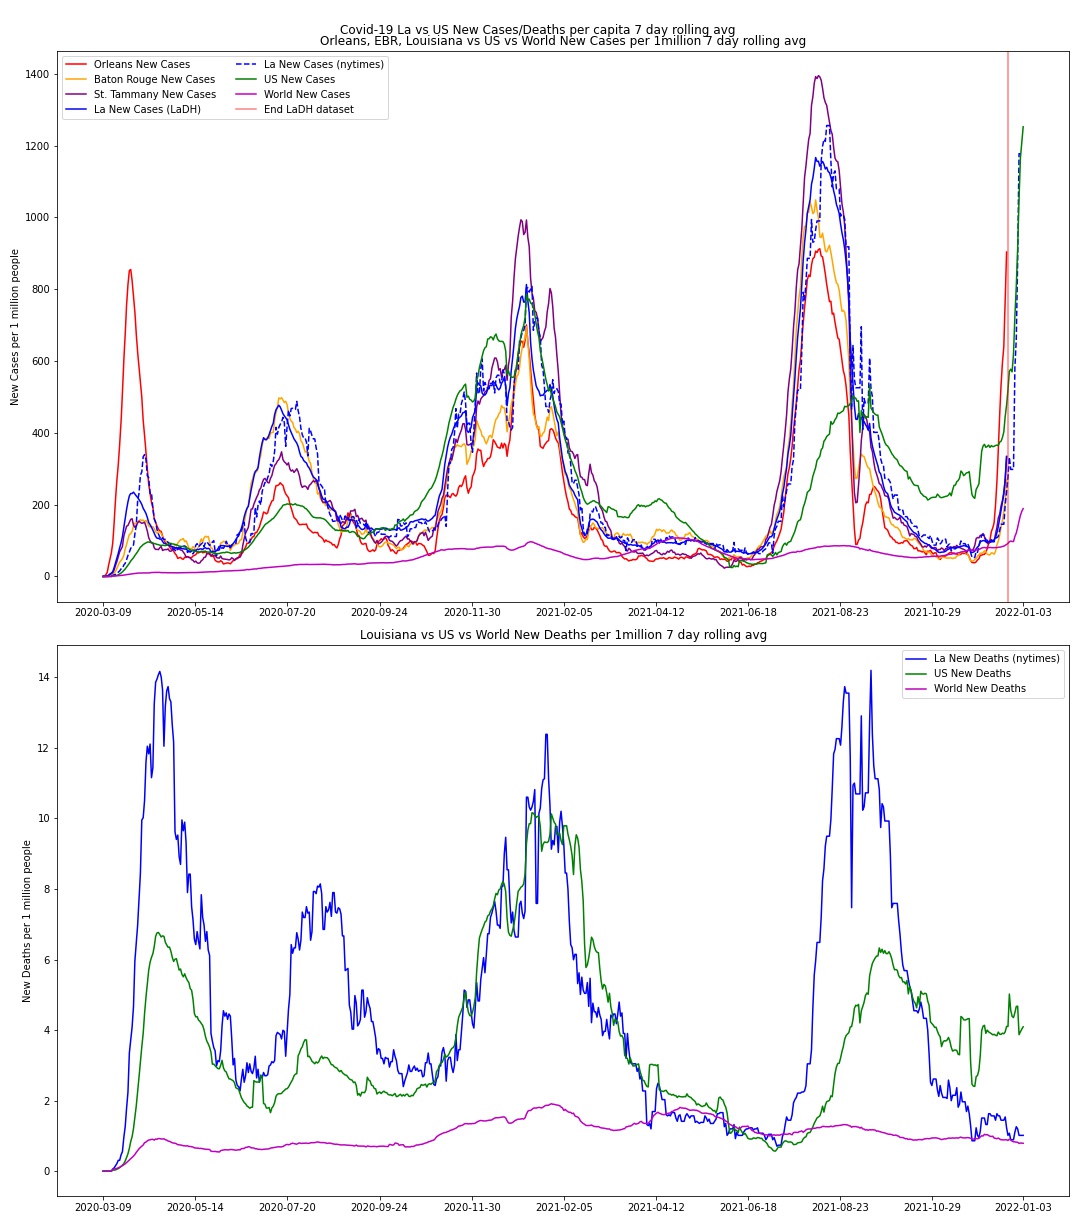 Covid-19 La vs US New Cases/Deaths per capita 7 day rolling avg
Orleans, EBR, Louisiana vs US vs World New Cases per 1million 7 day rolling avg
Orleans New Cases
Baton Rouge New Cases
St. Tammany New Cases
La New Cases (LaDH)
La New Cases (nytimes)
US New Cases
World New Cases
End LaDH dataset
New Cases per 1 million people
1400
1200
1000
800
600
400
200
0
2020-03-09 2020-05-14 2020-07-20 2020-09-24 2020-11-30 2021-02-05 2021-04-12 2021-06-18 2021-08-23 2021-10-29 2022-01-03
Louisiana vs US vs World New Deaths per 1million 7 day rolling avg
La New Deaths (nytimes)
US New Deaths
World New Deaths
New Deaths per 1 million people
14
12
10
8
6
4
2
0
2020-03-09 2020-05-14 2020-07-20 2020-09-24 2020-11-30 2021-02-05 2021-04-12 2021-06-18 2021-08-23 2021-10-29 2022-01-03